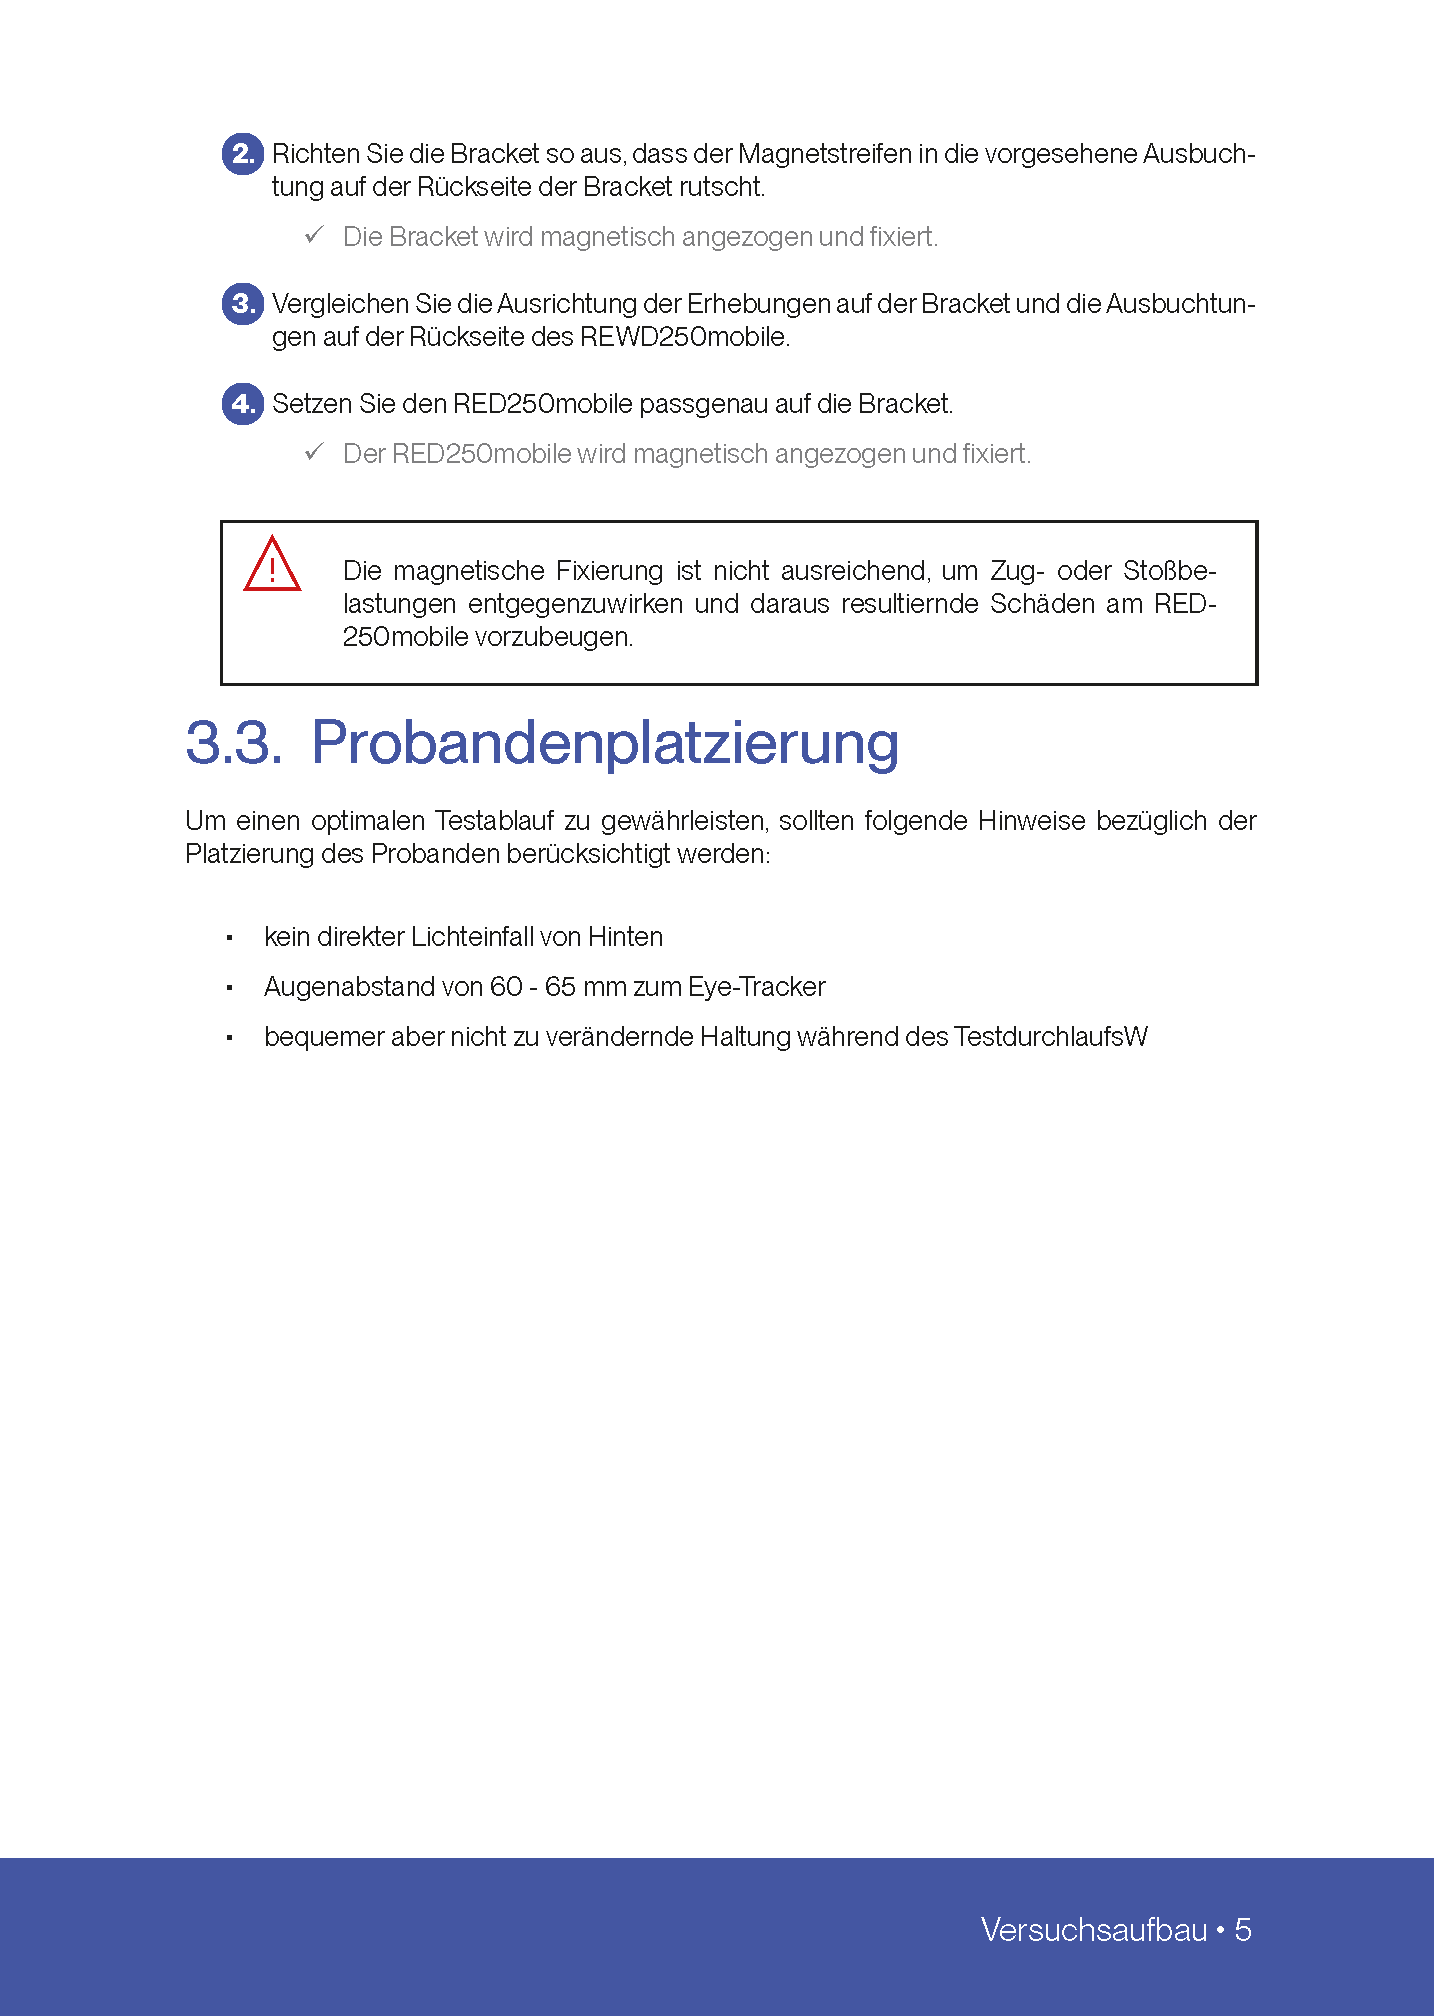 2. Richten Sie die Bracket so aus, dass der Magnetstreifen in die vorgesehene Ausbuch-
tung auf der Rückseite der Bracket rutscht.
✓ Die Bracket wird magnetisch angezogen und fixiert.
3. Vergleichen Sie die Ausrichtung der Erhebungen auf der Bracket und die Ausbuchtun-
gen auf der Rückseite des REWD250mobile.
4. Setzen Sie den RED250mobile passgenau auf die Bracket.
✓ Der RED250mobile wird magnetisch angezogen und fixiert.
! Die magnetische Fixierung ist nicht ausreichend, um Zug- oder Stoßbe-
lastungen entgegenzuwirken und daraus resultiernde Schäden am RED-
250mobile vorzubeugen.
3.3. Probandenplatzierung
Um einen optimalen Testablauf zu gewährleisten, sollten folgende Hinweise bezüglich der
Platzierung des Probanden berücksichtigt werden:
• kein direkter Lichteinfall von Hinten
• Augenabstand von 60 - 65 mm zum Eye-Tracker
• bequemer aber nicht zu verändernde Haltung während des TestdurchlaufsW
Versuchsaufbau • 5